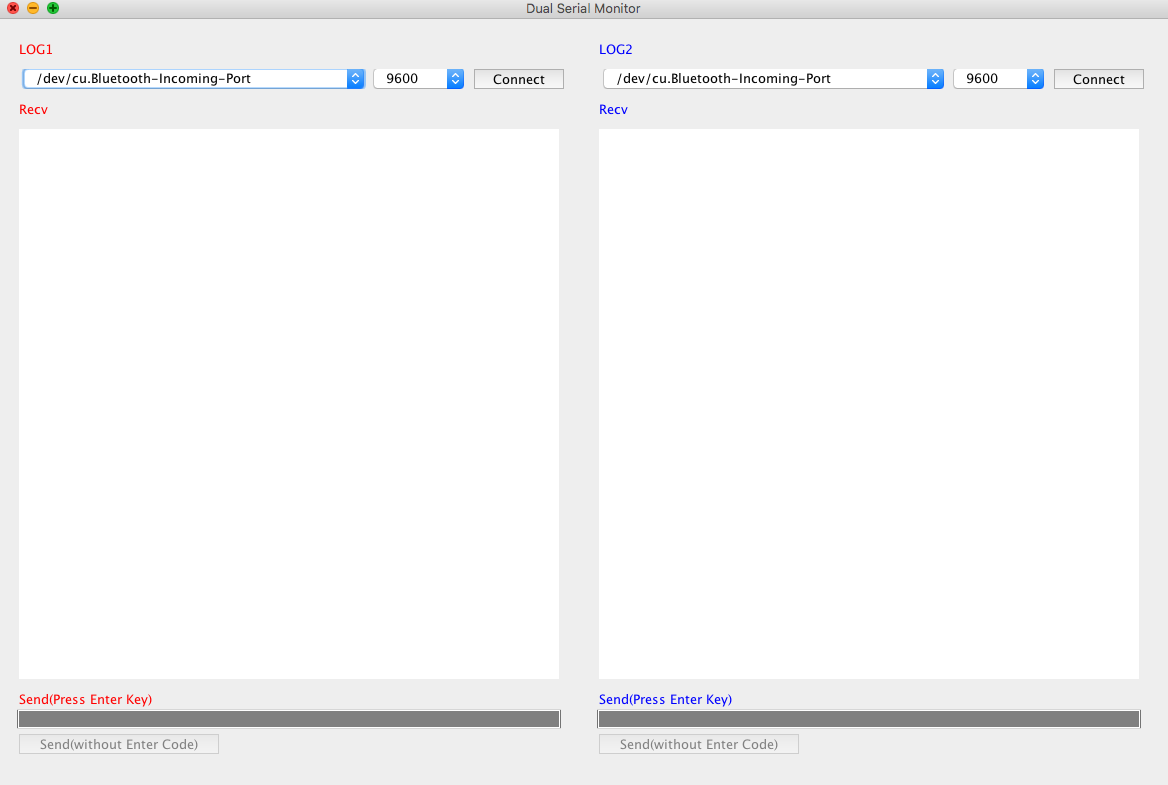 Dual Serial Monitor
LOG1
/dev/cu.Bluetooth-Incoming-Port 9600 Connect
Recv
Send(Press Enter Key)
Send(without Enter Code)
LOG2
/dev/cu.Bluetooth-Incoming-Port 9600 Connect
Recv
Send(Press Enter Key)
Send(without Enter Code)